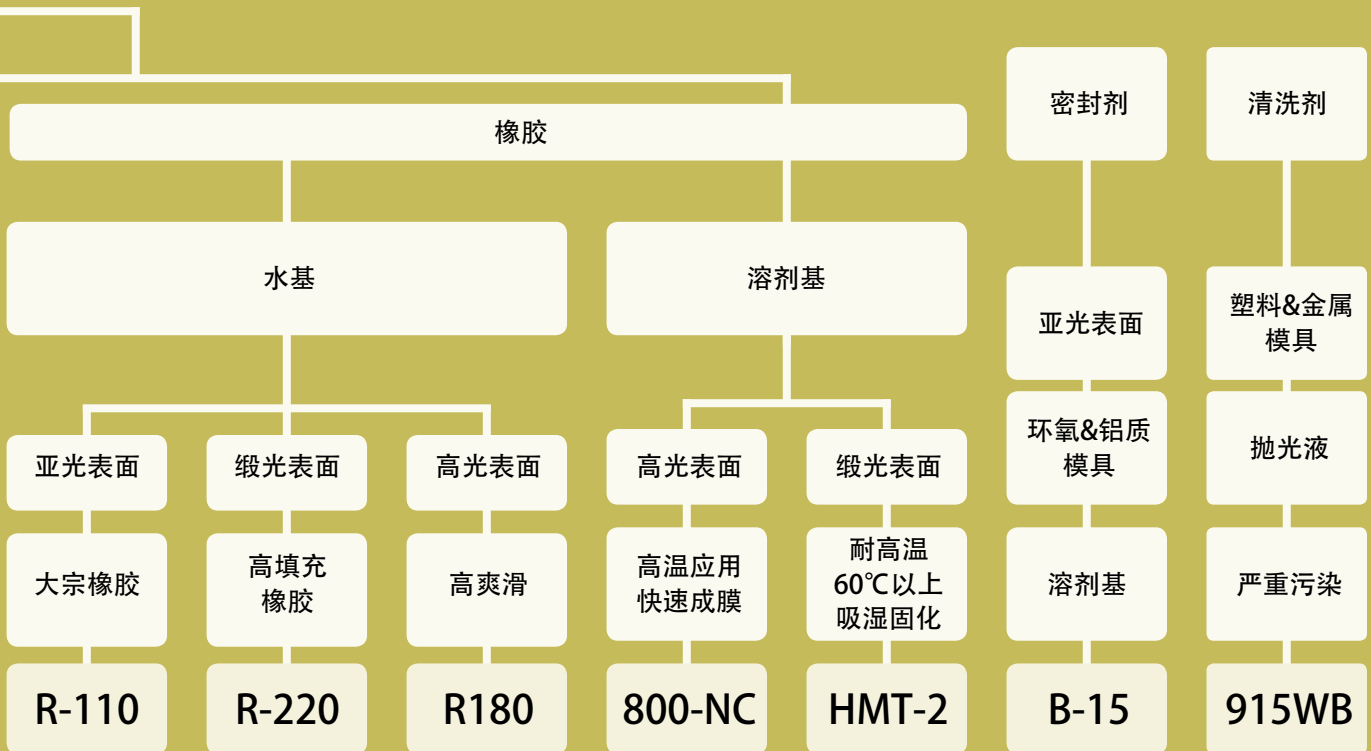 橡胶
密封剂
清洗剂
水基
溶剂基
亚光表面
塑料&金属
模具
环氧&铝质
模具
抛光液
亚光表面
缎光表面
高光表面
高光表面
缎光表面
大宗橡胶
高填充
橡胶
高爽滑
高温应用
快速成膜
耐高温
60℃以上
吸湿固化
溶剂基
严重污染
R-110
R-220
R180
800-NC
HMT-2
B-15
915WB